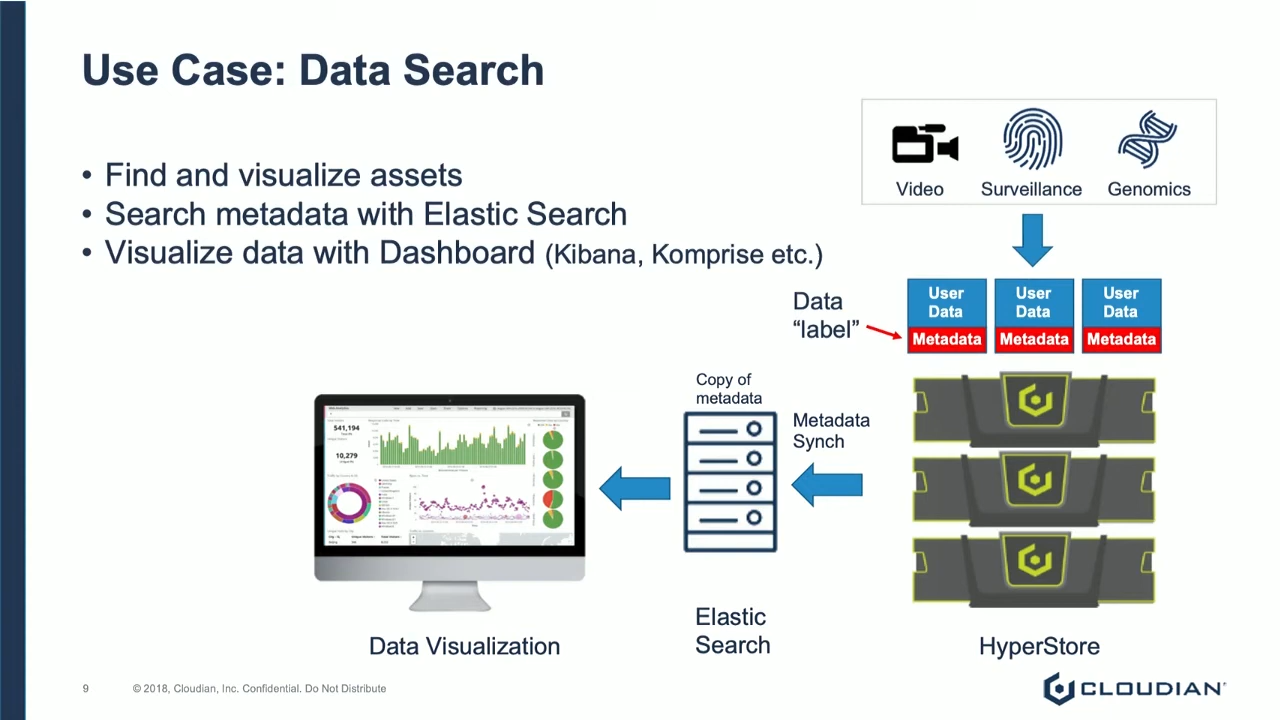 Use Case: Data Search
• Find and visualize assets
• Search metadata with Elastic Search
• Visualize data with Dashboard (Kibana, Komprise etc.)
Video
Surveillance
Genomics
Data
“label”
User
Data
Metadata
User
Data
Metadata
User
Data
Metadata
Copy of
metadata
Metadata
Synch
541,194
10,279
Data Visualization
Elastic
Search
HyperStore
9
© 2018, Cloudian, Inc. Confidential. Do Not Distribute
CLOUDIAN